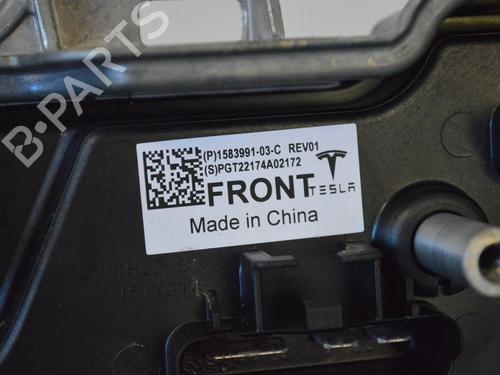 (P)1583991-03-C REV01
(S)PGT22174A02172
FRONT
TESLA
Made in China
B-PARTS